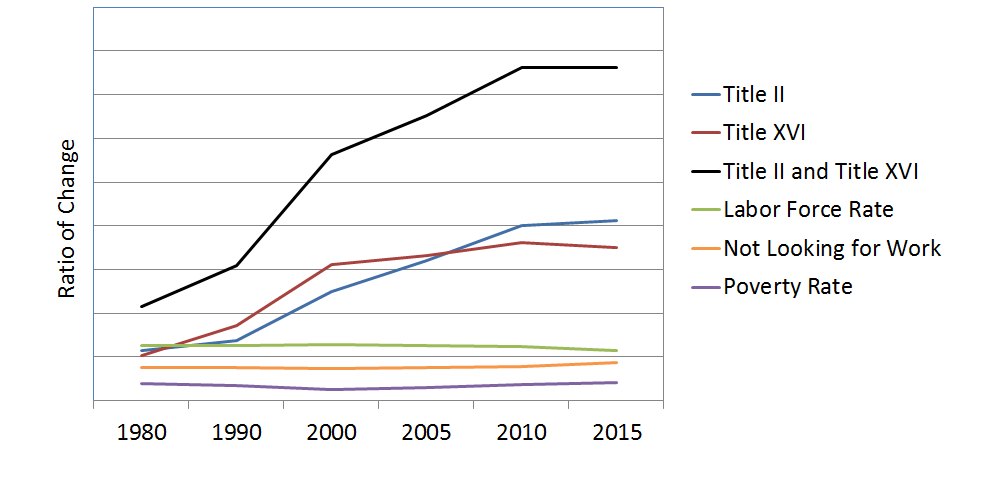 Ratio of Change
1980
1990
2000
2005
2010
2015
Title II
Title XVI
Title II and Title XVI
Labor Force Rate
Not Looking for Work
Poverty Rate